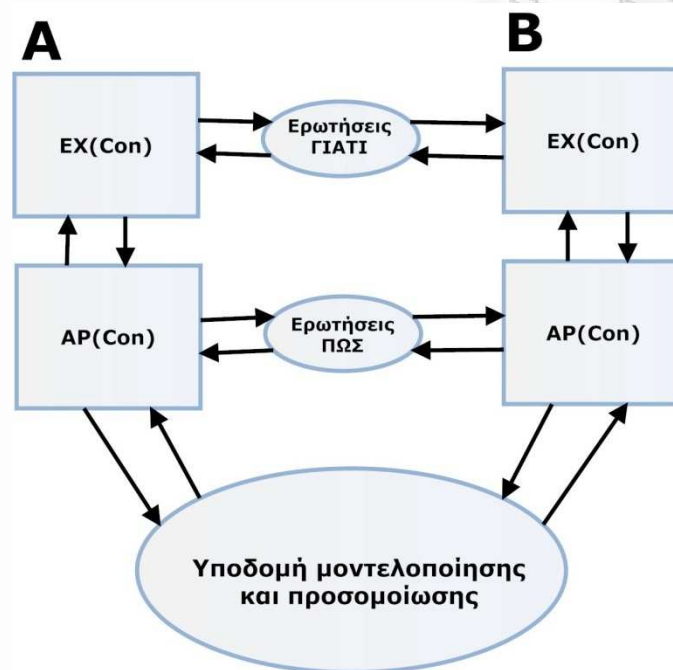 A
B
EX(Con)
Ερωτήσεις
ΓΙΑΤΙ
EX(Con)
AP(Con)
Ερωτήσεις
ΠΩΣ
AP(Con)
Υποδομή μοντελοποίησης
και προσομοίωσης